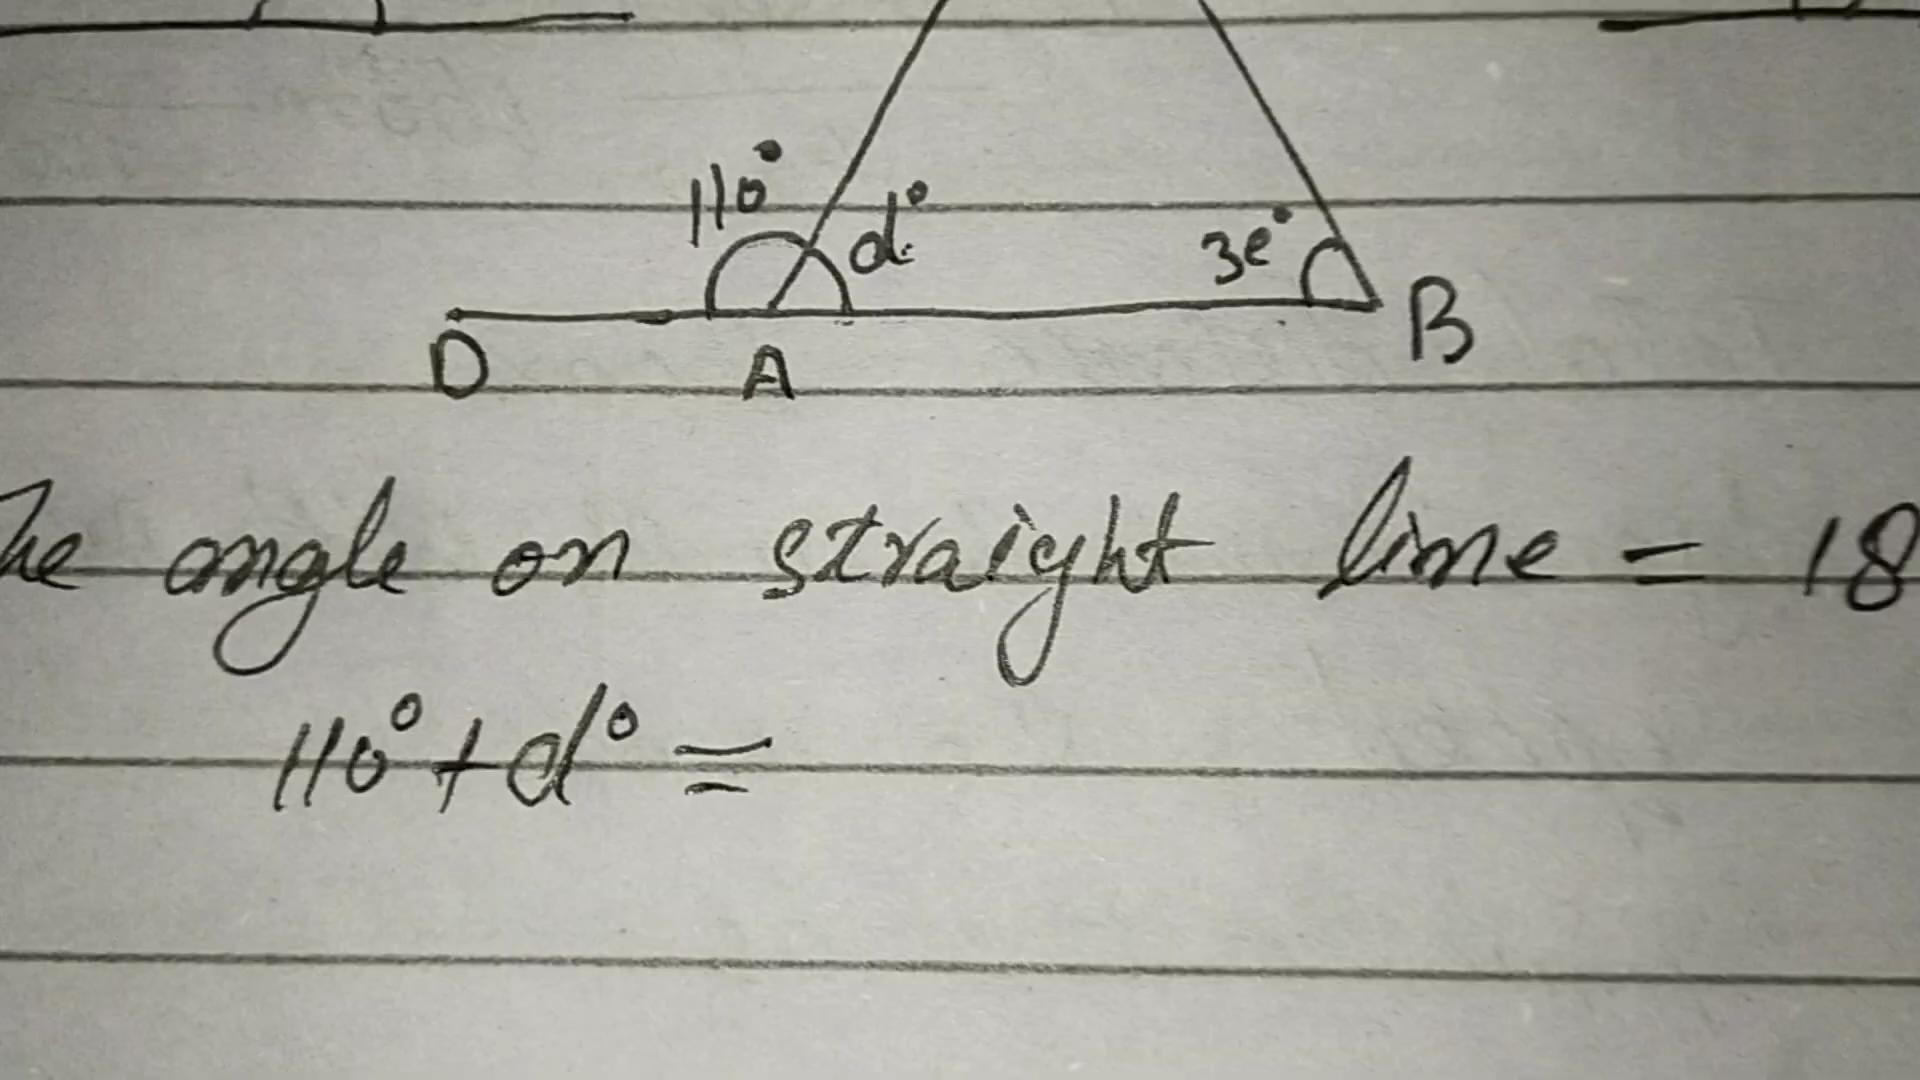 110° d° 3e°
D A B
The angle on straight line = 18
110° + d° =